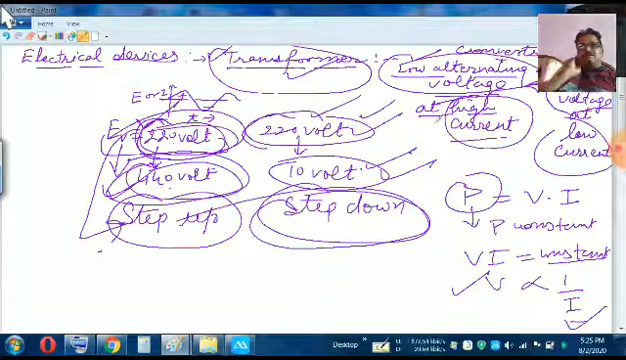 Untitled - Paint
Home View
Electrical devices :→ Transformer :- converts
Low alternating
voltage
at high
current
voltage
at
low
current
E or I
t→
220 volt
220 volt
440 volt
10 volt
Step up
Step down
P = V · I
P constant
VI = constant
V ∝ 1/I
Desktop
5:25 PM
8/2/2020